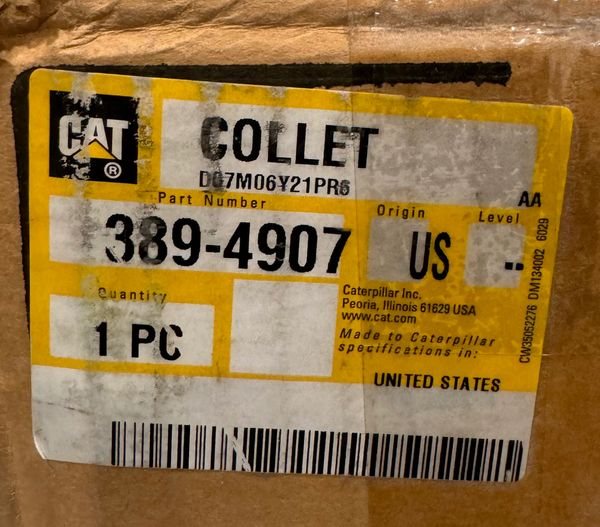 CAT®
COLLET
D07M06Y21PR6
AA
Part Number
Origin
Level
389-4907
US
--
Quantity
1 PC
Caterpillar Inc.
Peoria, Illinois 61629 USA
www.cat.com
Made to Caterpillar
specifications in:
UNITED STATES
CW35052276 DM134002 6029